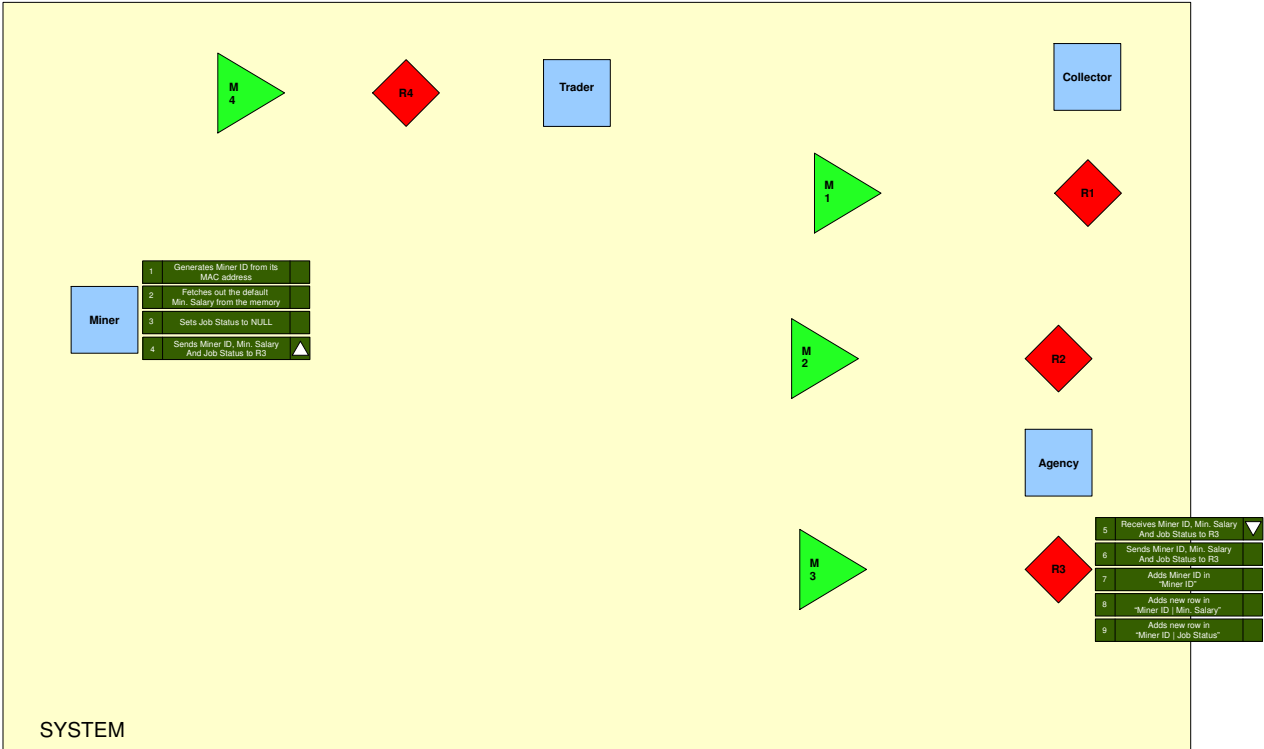 M
4
R4
Trader
Collector
M
1
R1
1
Generates Miner ID from its
MAC address
2
Fetches out the default
Min. Salary from the memory
3
Sets Job Status to NULL
4
Sends Miner ID, Min. Salary
And Job Status to R3
Miner
M
2
R2
Agency
M
3
R3
5
Receives Miner ID, Min. Salary
And Job Status to R3
6
Sends Miner ID, Min. Salary
And Job Status to R3
7
Adds Miner ID in
“Miner ID”
8
Adds new row in
“Miner ID | Min. Salary”
9
Adds new row in
“Miner ID | Job Status”
SYSTEM